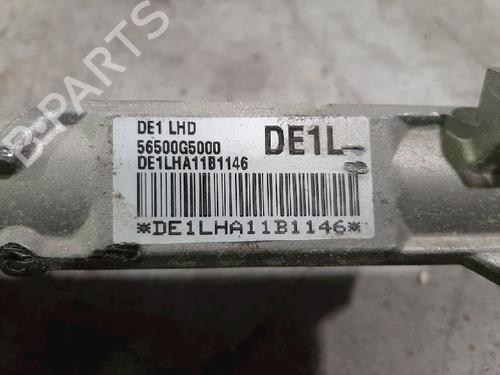 B-PARTS
DE1 LHD
56500G5000
DE1LHA11B1146
DE1L-
*DE1LHA11B1146*